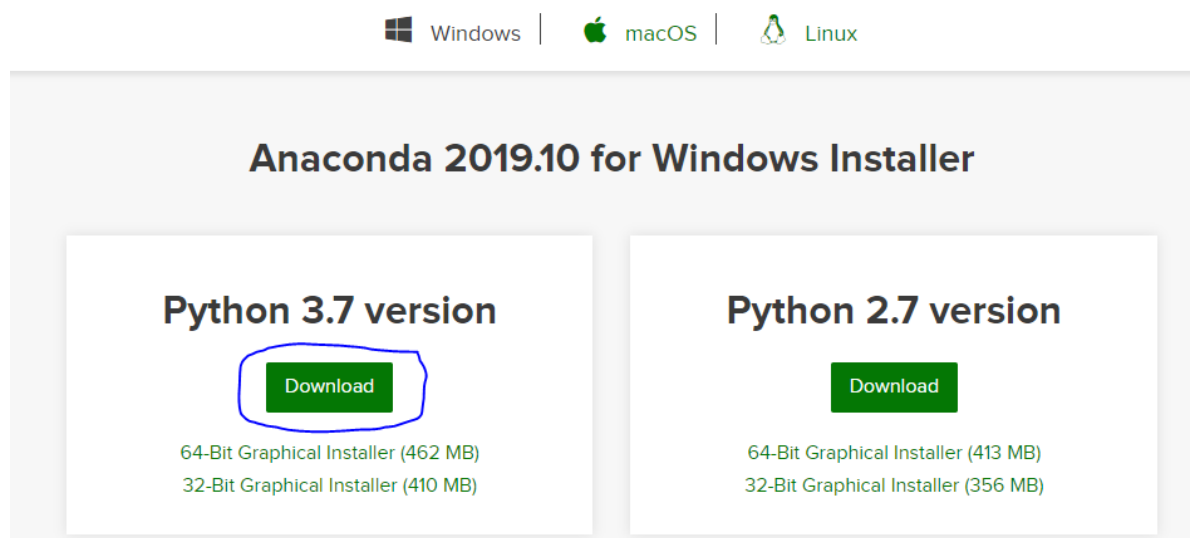 Windows macOS Linux
Anaconda 2019.10 for Windows Installer
Python 3.7 version
Download
64-Bit Graphical Installer (462 MB)
32-Bit Graphical Installer (410 MB)
Python 2.7 version
Download
64-Bit Graphical Installer (413 MB)
32-Bit Graphical Installer (356 MB)